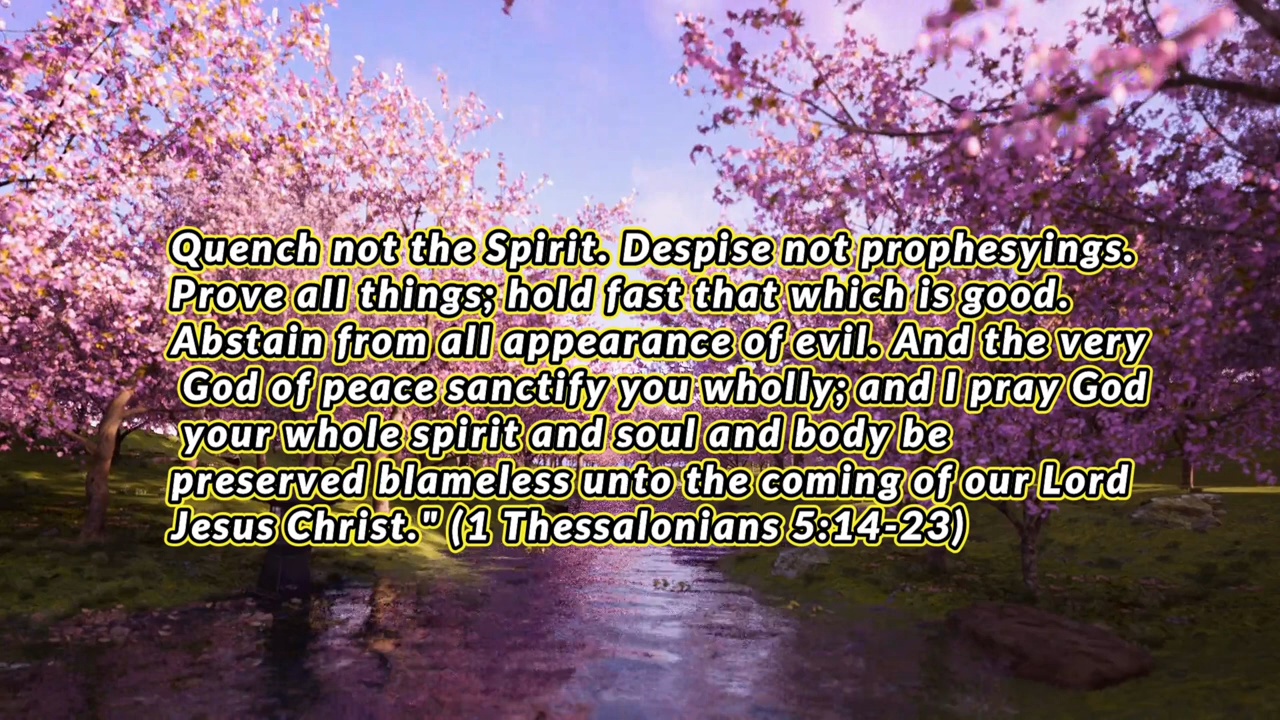 Quench not the Spirit. Despise not prophesyings.
Prove all things; hold fast that which is good.
Abstain from all appearance of evil. And the very
God of peace sanctify you wholly; and I pray God
your whole spirit and soul and body be
preserved blameless unto the coming of our Lord
Jesus Christ." (1 Thessalonians 5:14-23)